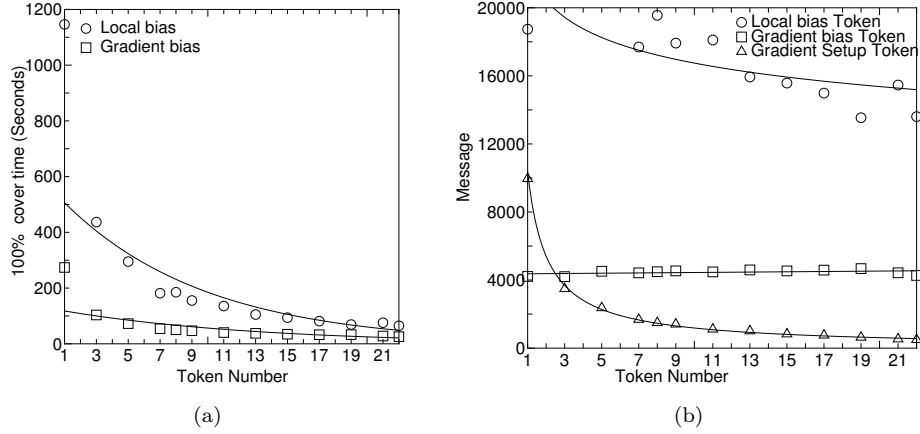 1200
1000
800
600
400
200
0
100% cover time (Seconds)
Local bias
Gradient bias
1 3 5 7 9 11 13 15 17 19 21
Token Number
(a)
20000
16000
12000
8000
4000
0
Message
Local bias Token
Gradient bias Token
Gradient Setup Token
1 3 5 7 9 11 13 15 17 19 21
Token Number
(b)